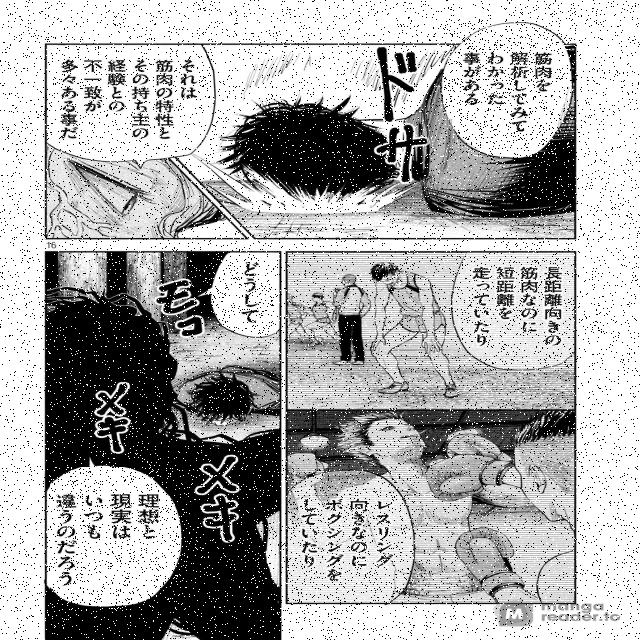 筋肉を
解析してみて
わかった
事がある
ドサ
それは
筋肉の特性と
その持ち主の
経験との
不一致が
多々ある事だ
16
長距離向きの
筋肉なのに
短距離を
走っていたり
レスリング
向きなのに
ボクシングを
していたり
どうして
モコ
メキ
メキ
理想と
現実は
いつも
違うのだろう
manga
reader.to